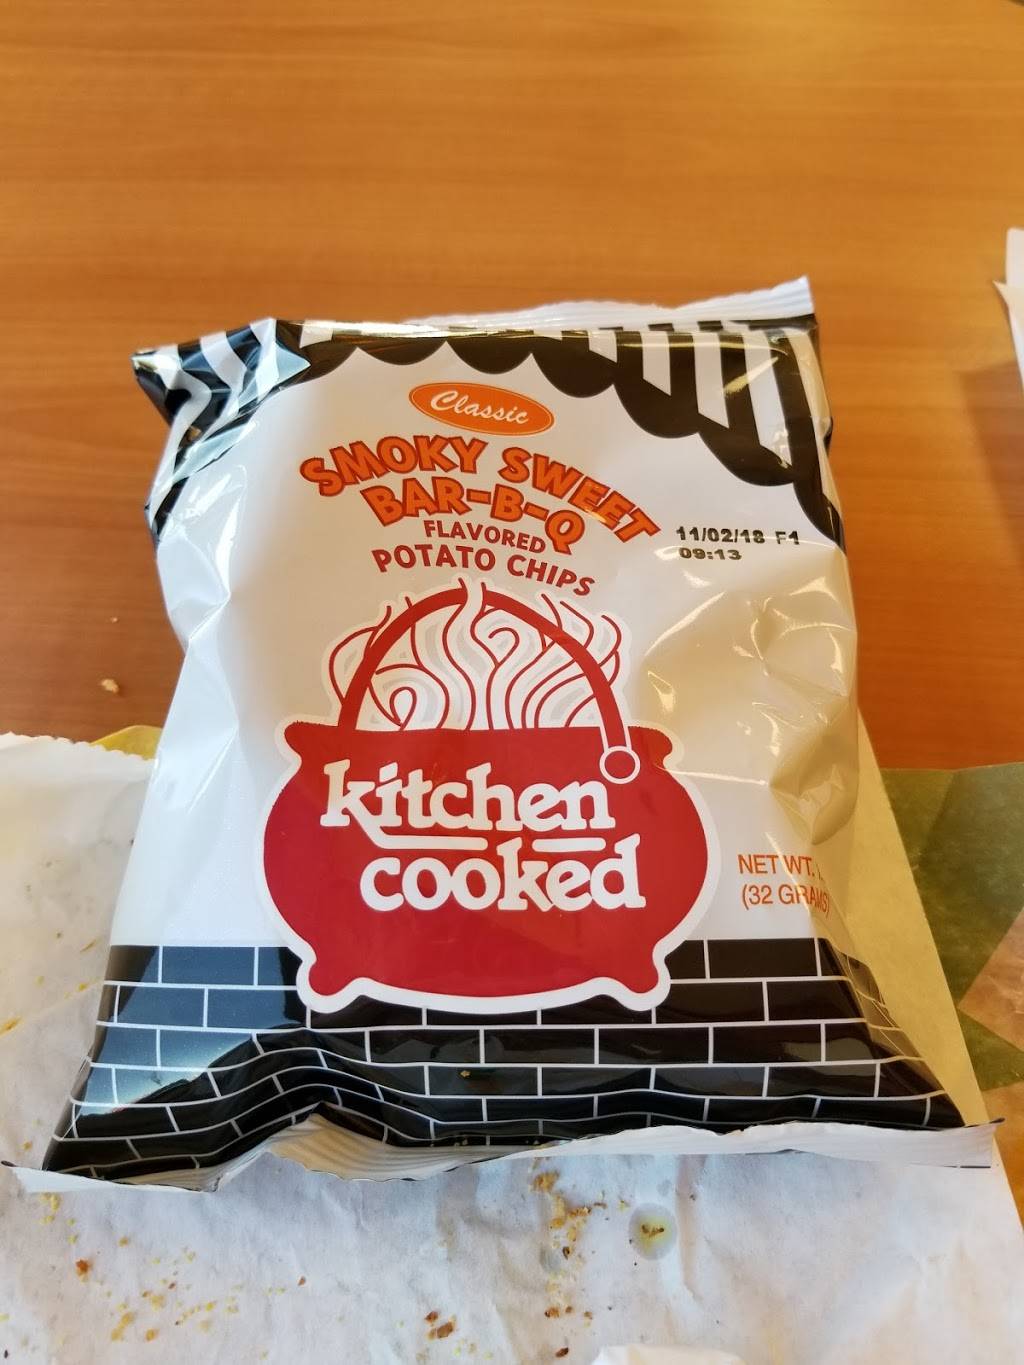 Classic
SMOKY SWEET
BAR-B-Q
FLAVORED
POTATO CHIPS
11/02/18 F1
09:13
kitchen
cooked
NET WT.
(32 GRAMS)